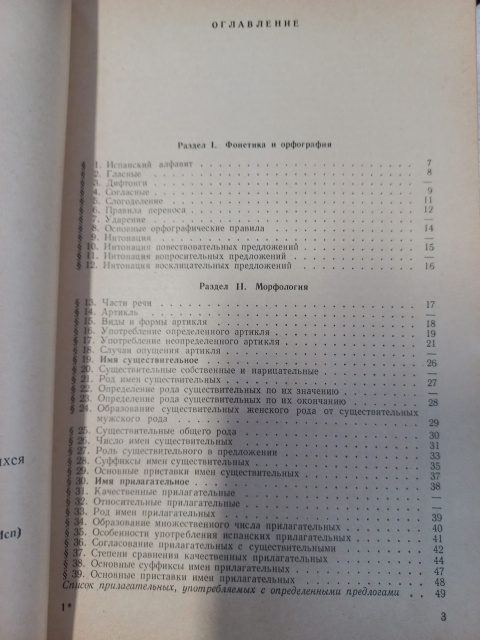 ОГЛАВЛЕНИЕ
Раздел I. Фонетика и орфография
§ 1. Испанский алфавит . . . 7
§ 2. Гласные . . . 8
§ 3. Дифтонги . . . —
§ 4. Согласные . . . 9
§ 5. Слогоделение . . . 11
§ 6. Правила переноса . . . 12
§ 7. Ударение . . . —
§ 8. Основные орфографические правила . . . 14
§ 9. Интонация . . . —
§ 10. Интонация повествовательных предложений . . . 15
§ 11. Интонация вопросительных предложений . . . —
§ 12. Интонация восклицательных предложений . . . 16
Раздел II. Морфология
§ 13. Части речи . . . 17
§ 14. Артикль . . . —
§ 15. Виды и формы артикля . . . 18
§ 16. Употребление определенного артикля . . . 19
§ 17. Употребление неопределенного артикля . . . 21
§ 18. Случаи опущения артикля . . . —
§ 19. Имя существительное . . . 26
§ 20. Существительные собственные и нарицательные . . . —
§ 21. Род имен существительных . . . 27
§ 22. Определение рода существительных по их значению . . . —
§ 23. Определение рода существительных по их окончанию . . . 28
§ 24. Образование существительных женского рода от существительных
мужского рода . . . 29
§ 25. Существительные общего рода . . . 30
§ 26. Число имен существительных . . . 31
§ 27. Роль существительного в предложении . . . 33
§ 28. Суффиксы имен существительных . . . 35
§ 29. Основные приставки имен существительных . . . 37
§ 30. Имя прилагательное . . . 38
§ 31. Качественные прилагательные . . . —
§ 32. Относительные прилагательные . . . —
§ 33. Род имен прилагательных . . . 39
§ 34. Образование множественного числа прилагательных . . . 40
§ 35. Особенности употребления испанских прилагательных . . . 41
§ 36. Согласование прилагательных с существительными . . . 42
§ 37. Степени сравнения качественных прилагательных . . . 44
§ 38. Основные суффиксы имен прилагательных . . . 47
§ 39. Основные приставки имен прилагательных . . . 48
Список прилагательных, употребляемых с определенными предлогами . . 49
1*
3